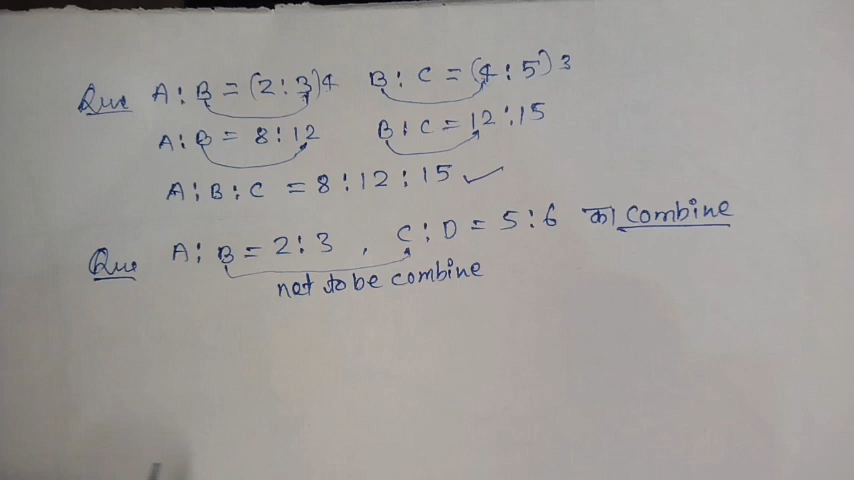 Que A:B = (2:3)4 B:C = (4:5)3
A:B = 8:12 B:C = 12:15
A:B:C = 8:12:15 ✓
Que A:B = 2:3 , C:D = 5:6 का combine
not to be combine